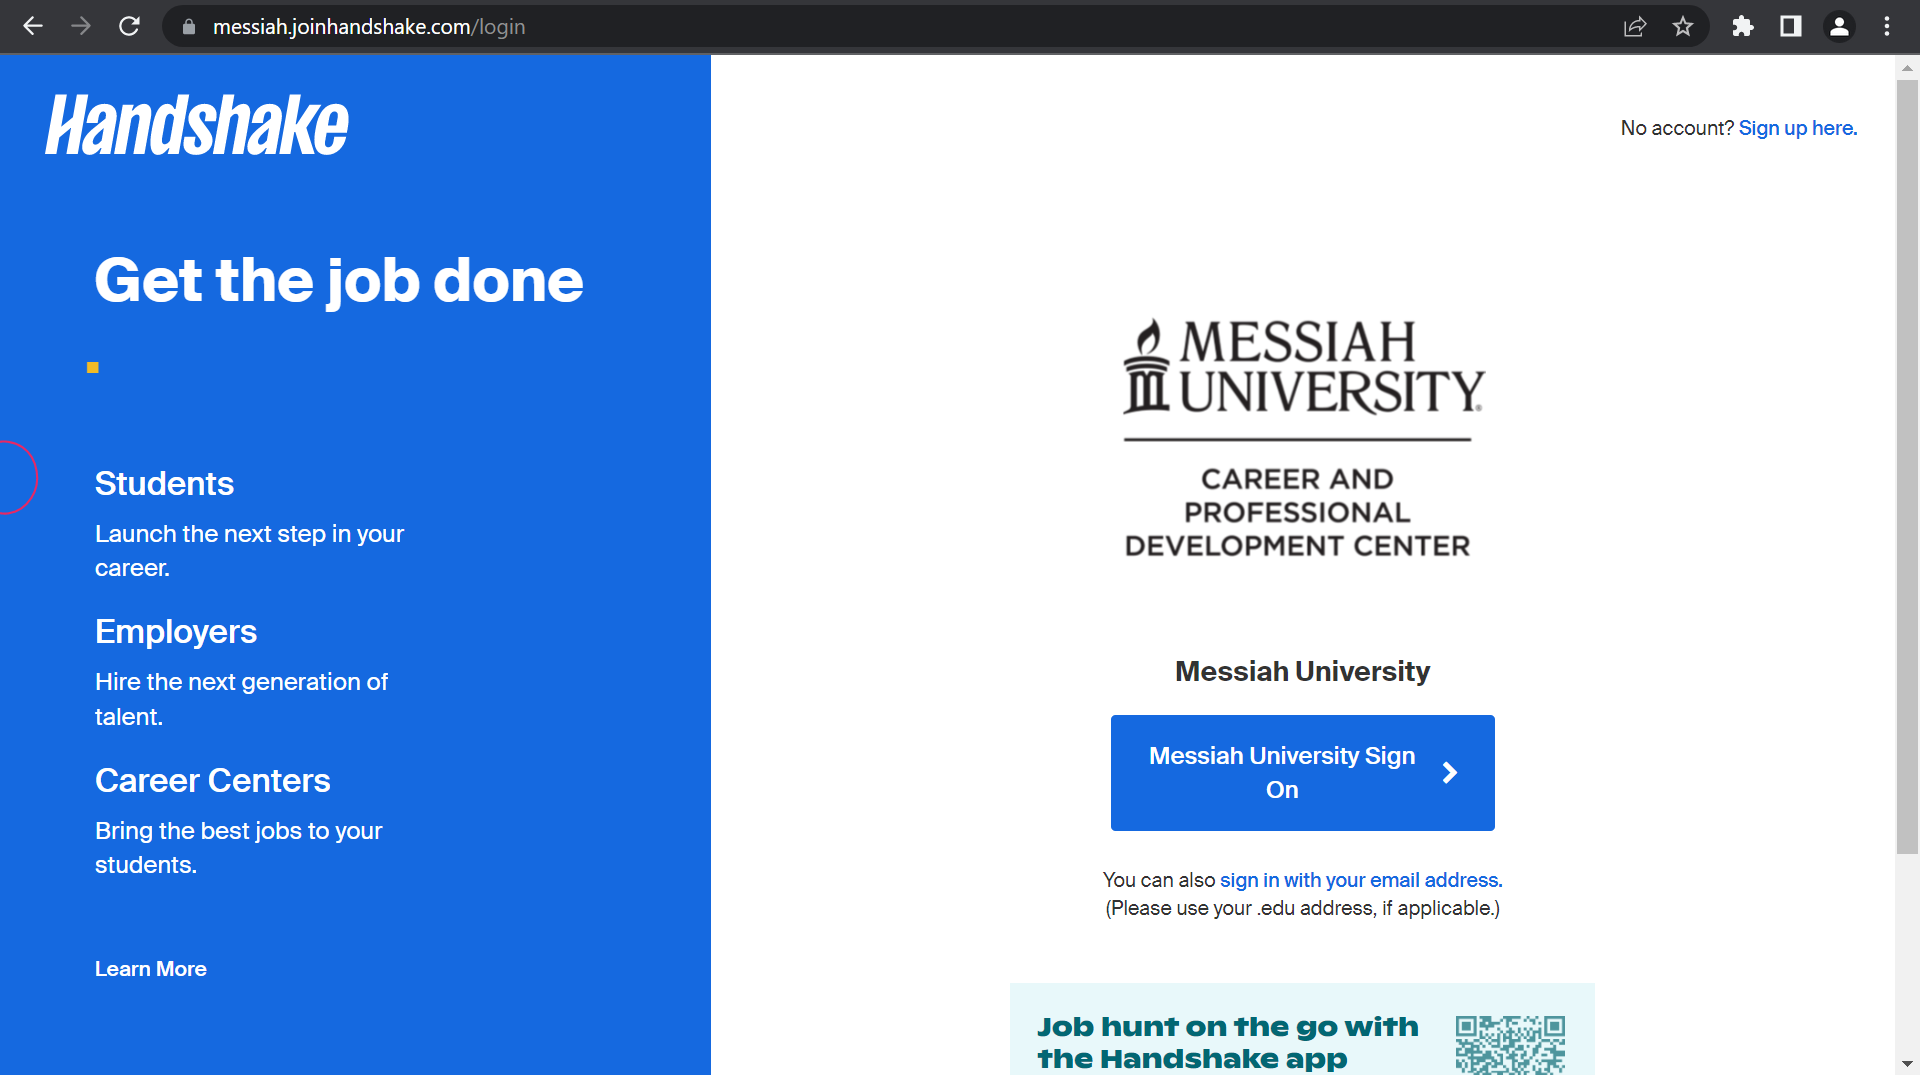 messiah.joinhandshake.com/login
Handshake
No account? Sign up here.
Get the job done
Students
Launch the next step in your
career.
Employers
Hire the next generation of
talent.
Career Centers
Bring the best jobs to your
students.
Learn More
MESSIAH
UNIVERSITY®
CAREER AND
PROFESSIONAL
DEVELOPMENT CENTER
Messiah University
Messiah University Sign
On
You can also sign in with your email address.
(Please use your .edu address, if applicable.)
Job hunt on the go with
the Handshake app